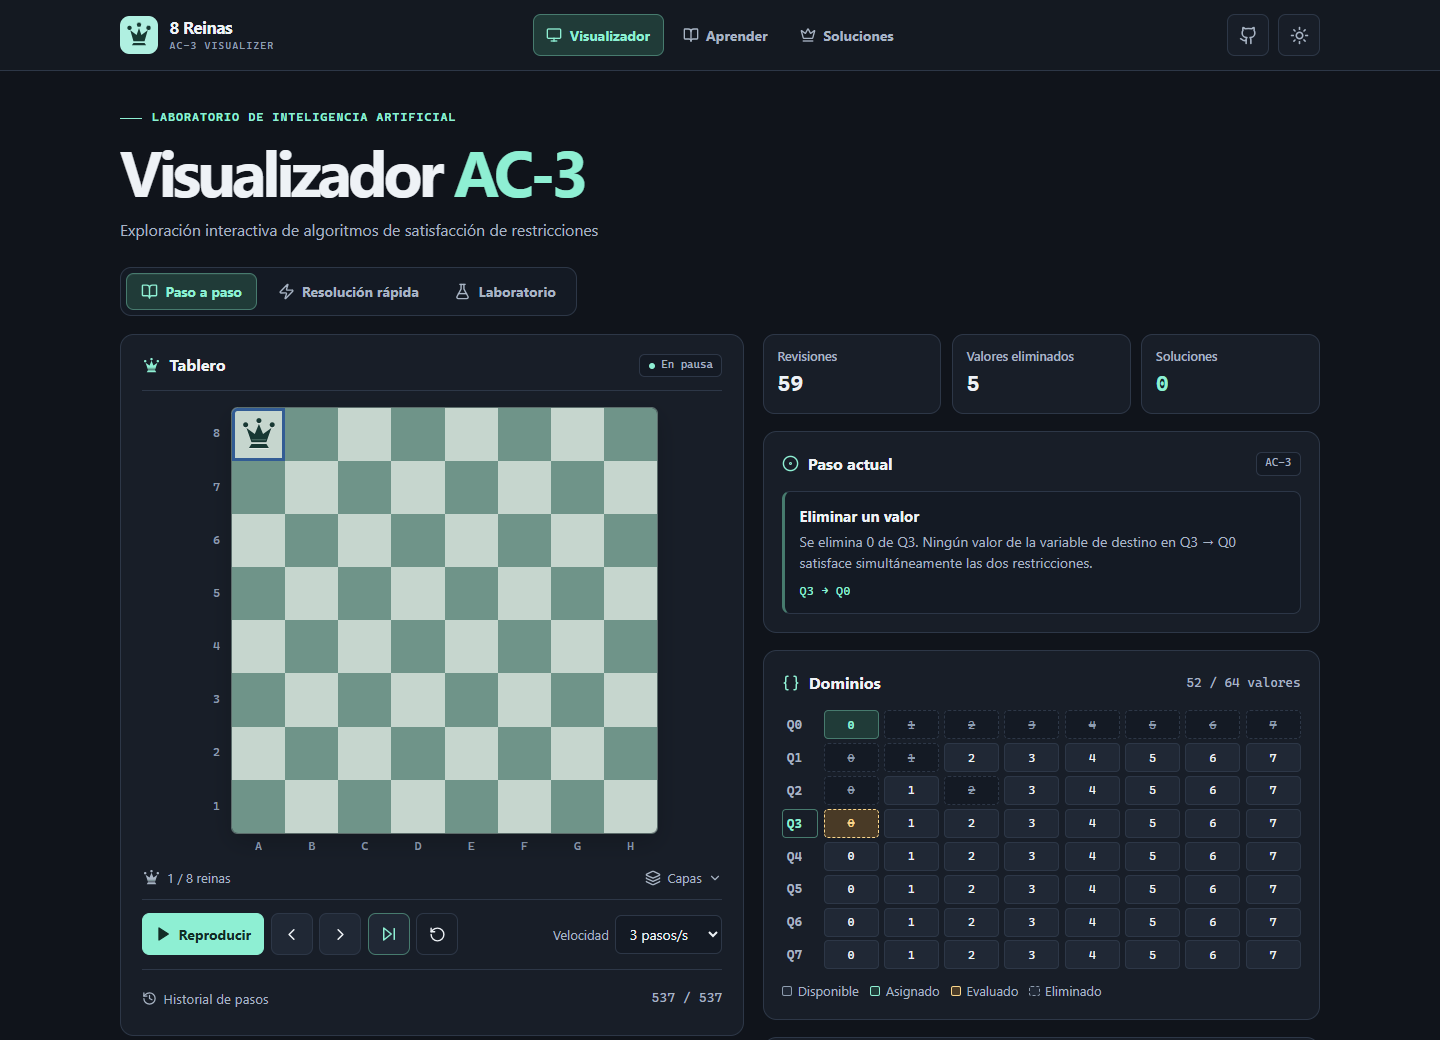 8 Reinas
AC-3 VISUALIZER
Visualizador
Aprender
Soluciones
LABORATORIO DE INTELIGENCIA ARTIFICIAL
Visualizador AC-3
Exploración interactiva de algoritmos de satisfacción de restricciones
Paso a paso
Resolución rápida
Laboratorio
Tablero
En pausa
8
7
6
5
4
3
2
1
A B C D E F G H
1 / 8 reinas
Capas
Reproducir
Velocidad
3 pasos/s
Historial de pasos
537 / 537
Revisiones
59
Valores eliminados
5
Soluciones
0
Paso actual
AC-3
Eliminar un valor
Se elimina 0 de Q3. Ningún valor de la variable de destino en Q3 → Q0
satisface simultáneamente las dos restricciones.
Q3 → Q0
Dominios
52 / 64 valores
Q0 0 1 2 3 4 5 6 7
Q1 0 1 2 3 4 5 6 7
Q2 0 1 2 3 4 5 6 7
Q3 0 1 2 3 4 5 6 7
Q4 0 1 2 3 4 5 6 7
Q5 0 1 2 3 4 5 6 7
Q6 0 1 2 3 4 5 6 7
Q7 0 1 2 3 4 5 6 7
Disponible Asignado Evaluado Eliminado